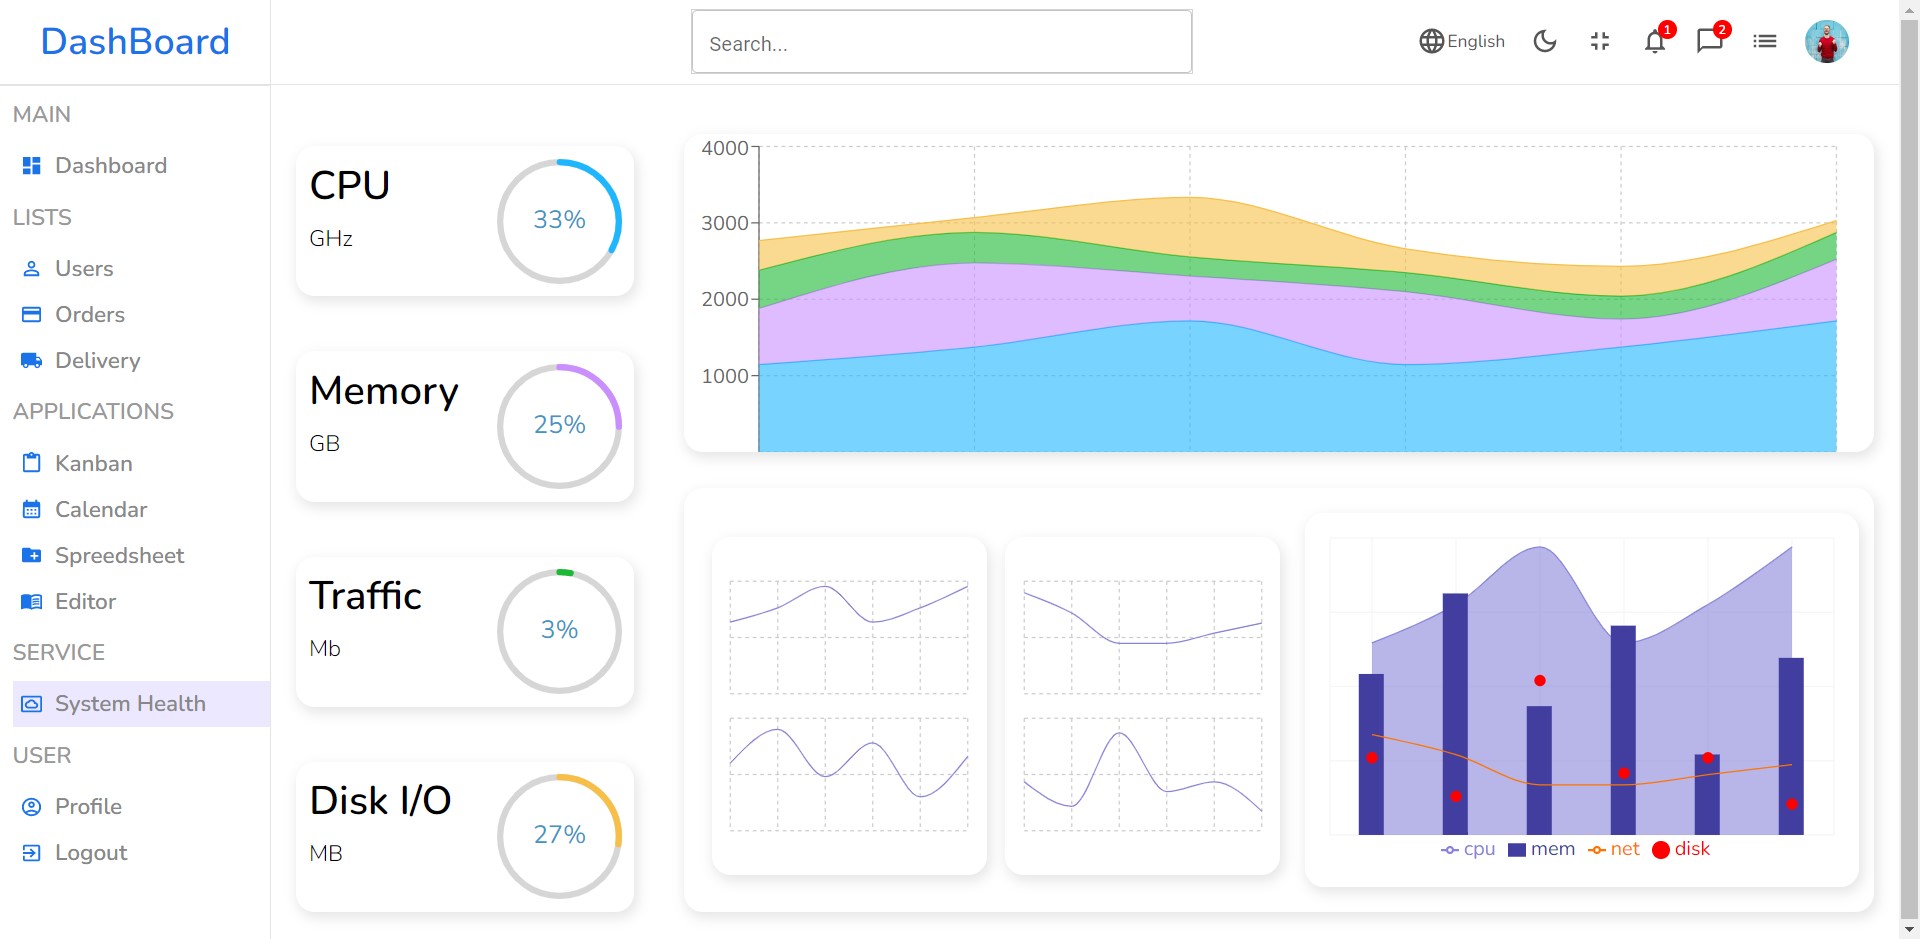 DashBoard
Search...
English
1
2
MAIN
Dashboard
LISTS
Users
Orders
Delivery
APPLICATIONS
Kanban
Calendar
Spreedsheet
Editor
SERVICE
System Health
USER
Profile
Logout
CPU
GHz
33%
Memory
GB
25%
Traffic
Mb
3%
Disk I/O
MB
27%
4000
3000
2000
1000
cpu mem net disk